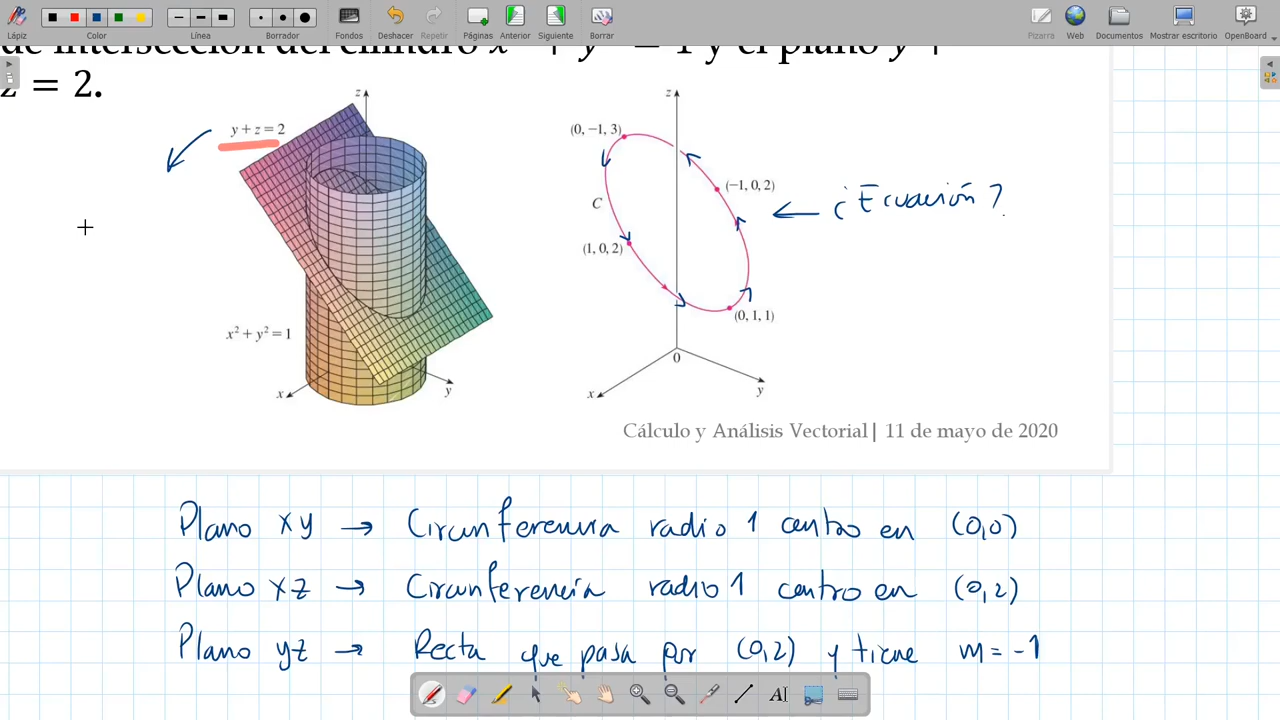 Lápiz Color Línea Borrador Fondos Deshacer Páginas Anterior Siguiente Borrar Pizarra Web Documentos Mostrar escritorio OpenBoard
z = 2.
y + z = 2
x² + y² = 1
z
x
y
z
(0, −1, 3)
(−1, 0, 2)
C
(1, 0, 2)
(0, 1, 1)
0
x
y
¿Ecuación?
Cálculo y Análisis Vectorial| 11 de mayo de 2020
Plano xy → Circunferencia radio 1 centro en (0,0)
Plano xz → Circunferencia radio 1 centro en (0,2)
Plano yz → Recta que pasa por (0,2) y tiene m = -1